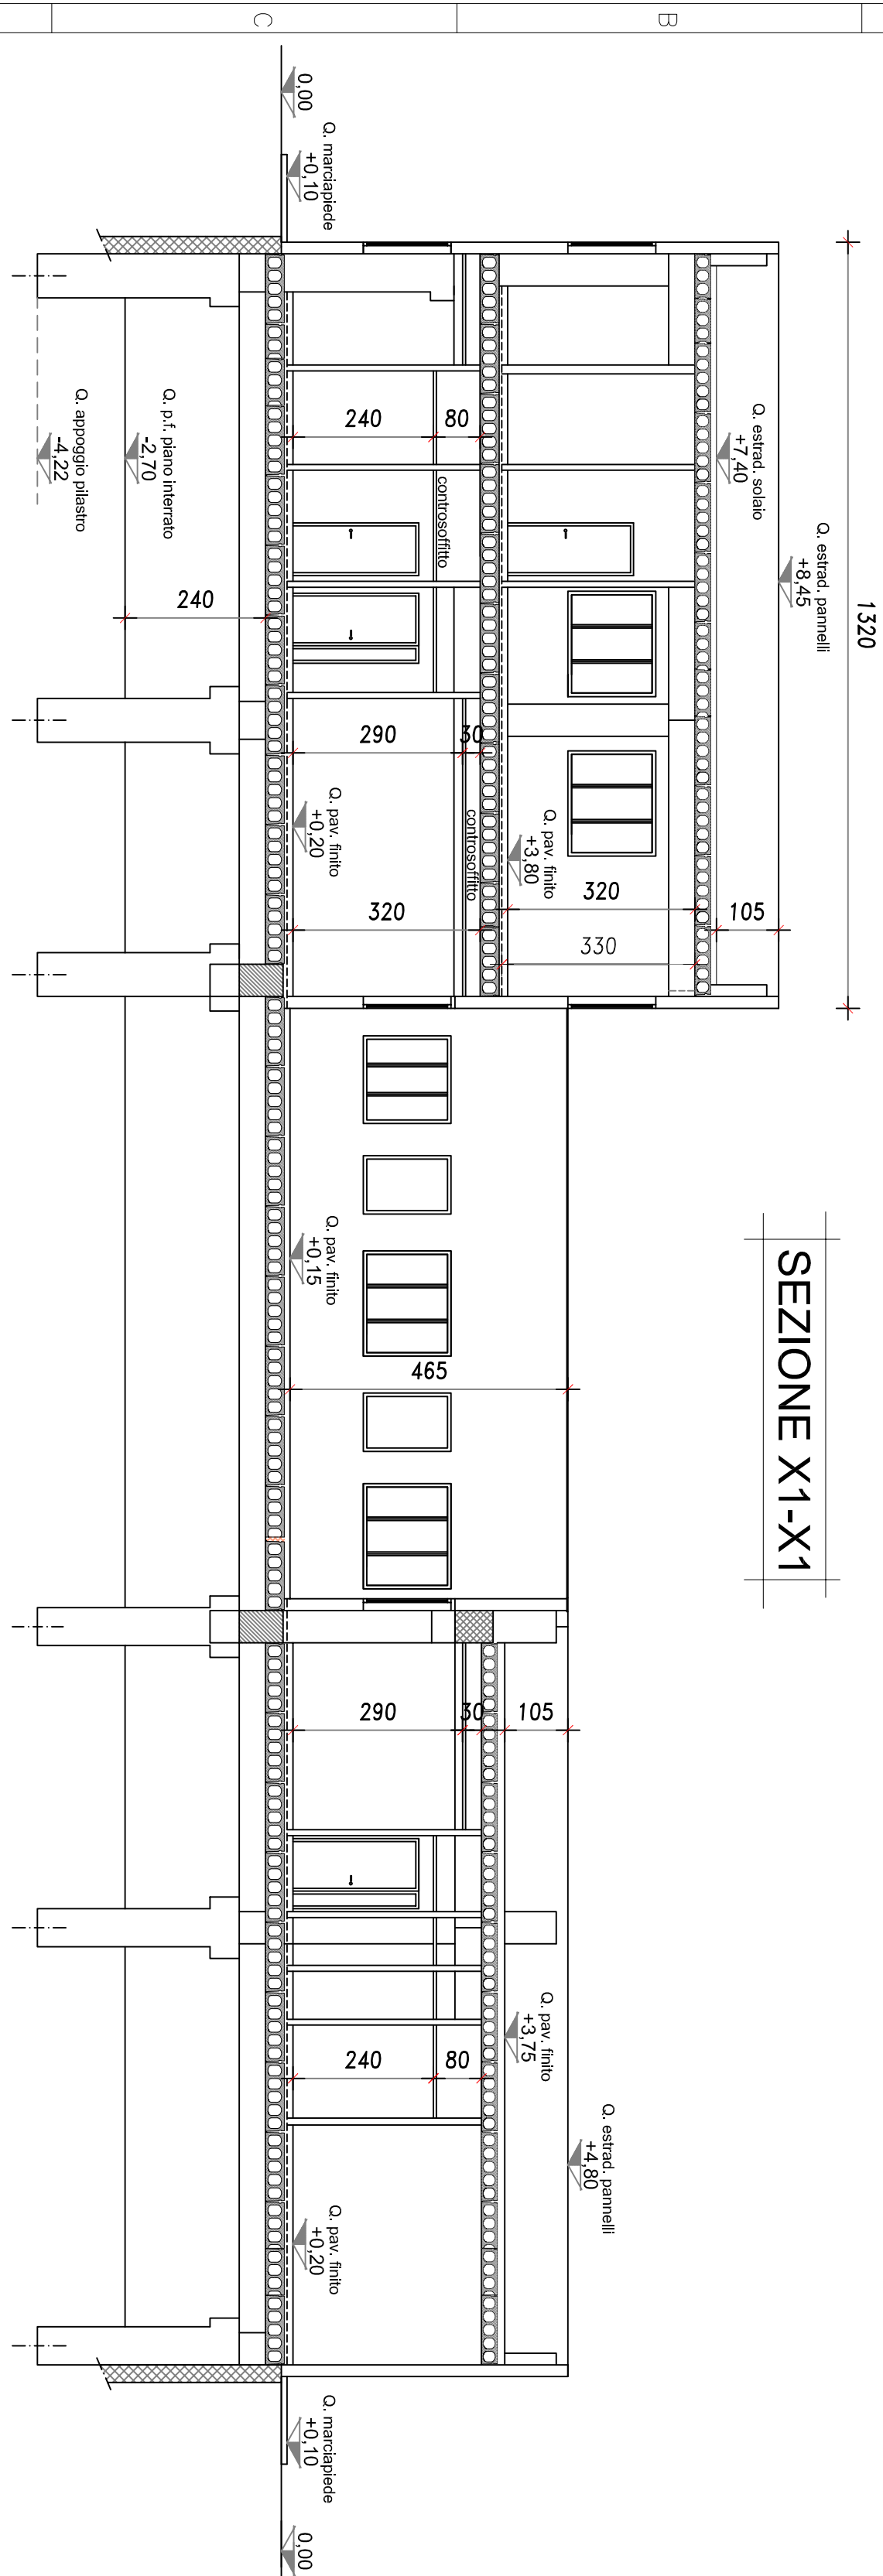 C
B
SEZIONE X1-X1
1320
Q. estrad. pannelli
+8,45
Q. estrad. solaio
+7,40
105
320
330
Q. pav. finito
+3,80
80
240
controsoffitto
30
290
controsoffitto
320
Q. pav. finito
+0,20
0,00
Q. marciapiede
+0,10
240
Q. p.f. piano interrato
-2,70
Q. appoggio pilastro
-4,22
465
Q. pav. finito
+0,15
105
30
290
Q. pav. finito
+3,75
Q. estrad. pannelli
+4,80
80
240
Q. pav. finito
+0,20
Q. marciapiede
+0,10
0,00